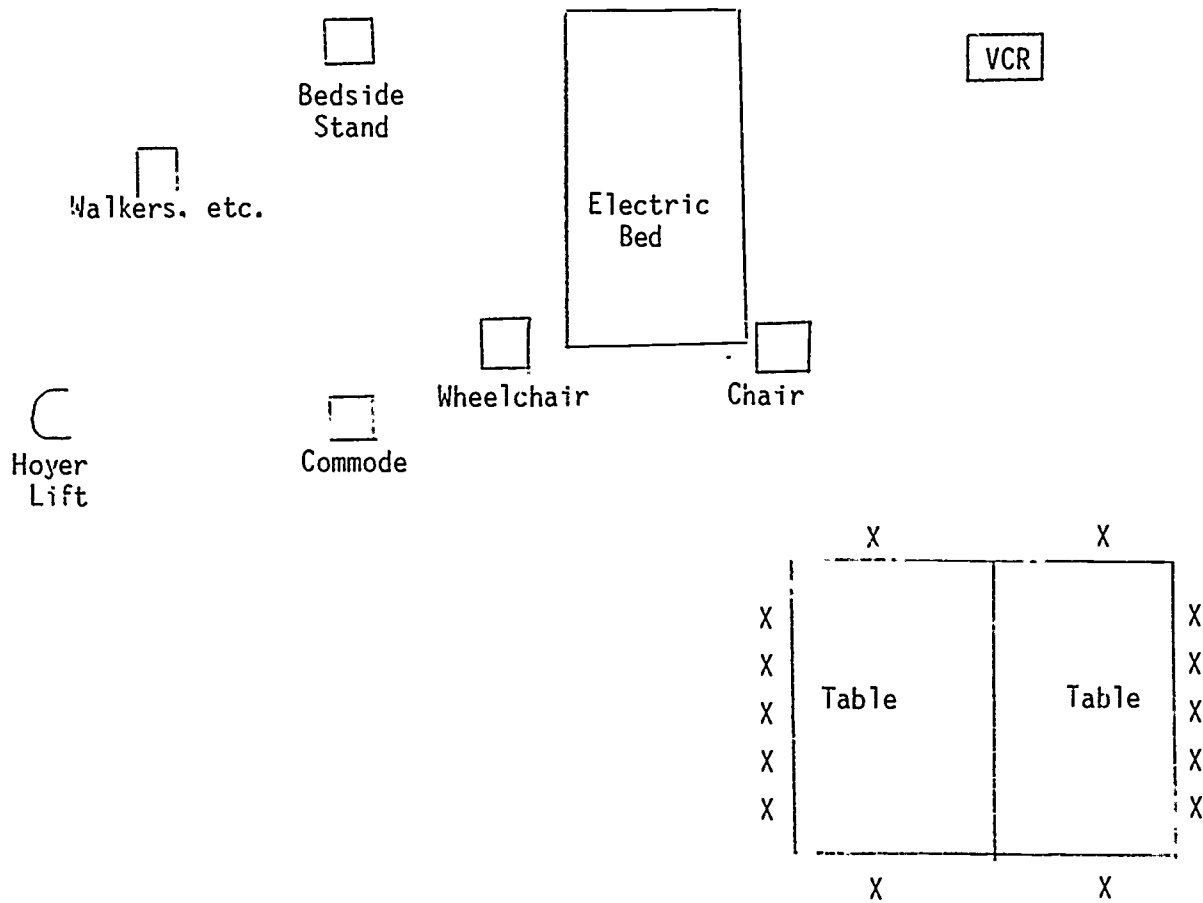 VCR
Bedside
Stand
Walkers, etc.
Electric
Bed
Wheelchair
Chair
Hoyer
Lift
Commode
X X
X X
X X
Table Table
X X
X X
X X
X X